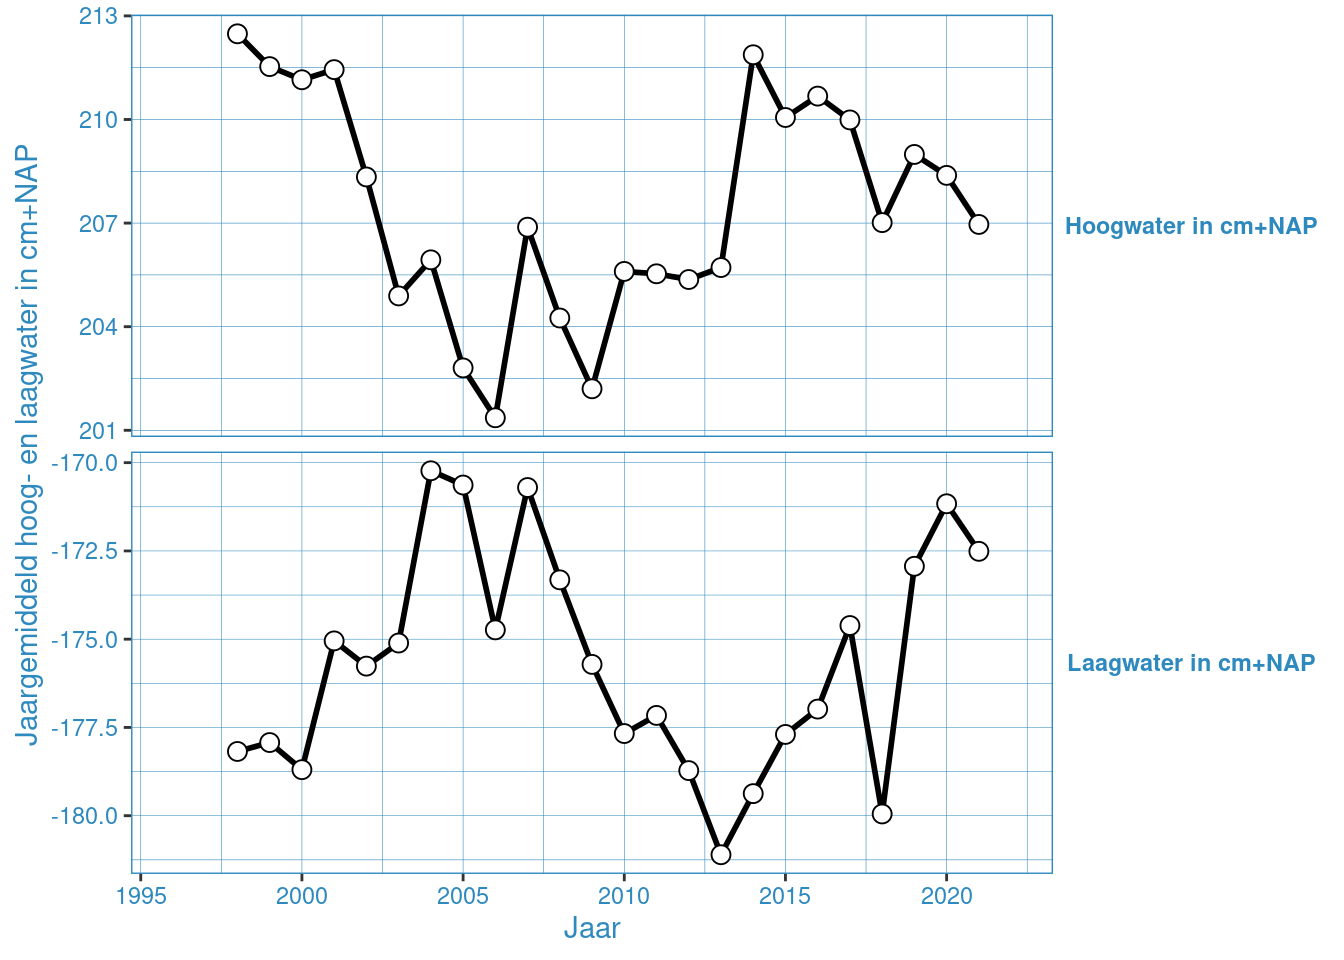 Jaargemiddeld hoog- en laagwater in cm+NAP
213
210
207
204
201
Hoogwater in cm+NAP
-170.0
-172.5
-175.0
-177.5
-180.0
Laagwater in cm+NAP
1995 2000 2005 2010 2015 2020
Jaar